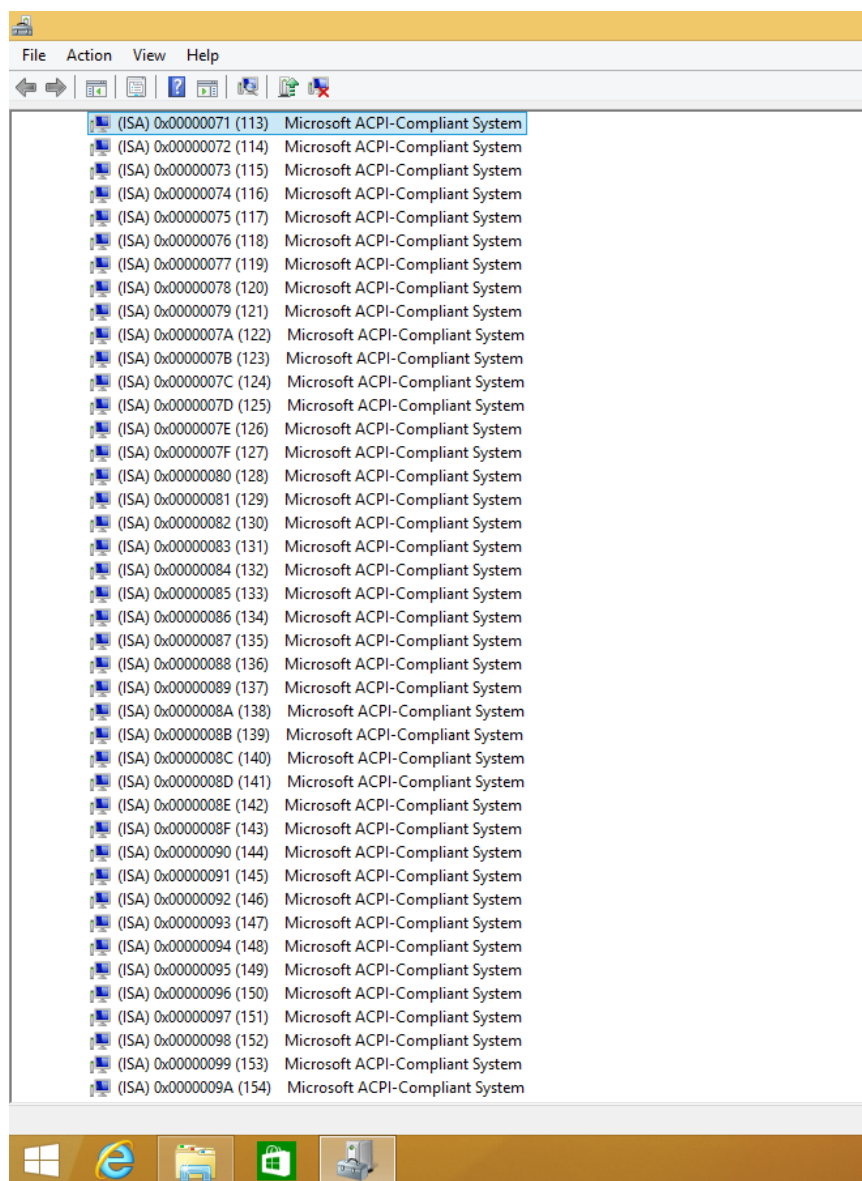 File Action View Help
(ISA) 0x00000071 (113) Microsoft ACPI-Compliant System
(ISA) 0x00000072 (114) Microsoft ACPI-Compliant System
(ISA) 0x00000073 (115) Microsoft ACPI-Compliant System
(ISA) 0x00000074 (116) Microsoft ACPI-Compliant System
(ISA) 0x00000075 (117) Microsoft ACPI-Compliant System
(ISA) 0x00000076 (118) Microsoft ACPI-Compliant System
(ISA) 0x00000077 (119) Microsoft ACPI-Compliant System
(ISA) 0x00000078 (120) Microsoft ACPI-Compliant System
(ISA) 0x00000079 (121) Microsoft ACPI-Compliant System
(ISA) 0x0000007A (122) Microsoft ACPI-Compliant System
(ISA) 0x0000007B (123) Microsoft ACPI-Compliant System
(ISA) 0x0000007C (124) Microsoft ACPI-Compliant System
(ISA) 0x0000007D (125) Microsoft ACPI-Compliant System
(ISA) 0x0000007E (126) Microsoft ACPI-Compliant System
(ISA) 0x0000007F (127) Microsoft ACPI-Compliant System
(ISA) 0x00000080 (128) Microsoft ACPI-Compliant System
(ISA) 0x00000081 (129) Microsoft ACPI-Compliant System
(ISA) 0x00000082 (130) Microsoft ACPI-Compliant System
(ISA) 0x00000083 (131) Microsoft ACPI-Compliant System
(ISA) 0x00000084 (132) Microsoft ACPI-Compliant System
(ISA) 0x00000085 (133) Microsoft ACPI-Compliant System
(ISA) 0x00000086 (134) Microsoft ACPI-Compliant System
(ISA) 0x00000087 (135) Microsoft ACPI-Compliant System
(ISA) 0x00000088 (136) Microsoft ACPI-Compliant System
(ISA) 0x00000089 (137) Microsoft ACPI-Compliant System
(ISA) 0x0000008A (138) Microsoft ACPI-Compliant System
(ISA) 0x0000008B (139) Microsoft ACPI-Compliant System
(ISA) 0x0000008C (140) Microsoft ACPI-Compliant System
(ISA) 0x0000008D (141) Microsoft ACPI-Compliant System
(ISA) 0x0000008E (142) Microsoft ACPI-Compliant System
(ISA) 0x0000008F (143) Microsoft ACPI-Compliant System
(ISA) 0x00000090 (144) Microsoft ACPI-Compliant System
(ISA) 0x00000091 (145) Microsoft ACPI-Compliant System
(ISA) 0x00000092 (146) Microsoft ACPI-Compliant System
(ISA) 0x00000093 (147) Microsoft ACPI-Compliant System
(ISA) 0x00000094 (148) Microsoft ACPI-Compliant System
(ISA) 0x00000095 (149) Microsoft ACPI-Compliant System
(ISA) 0x00000096 (150) Microsoft ACPI-Compliant System
(ISA) 0x00000097 (151) Microsoft ACPI-Compliant System
(ISA) 0x00000098 (152) Microsoft ACPI-Compliant System
(ISA) 0x00000099 (153) Microsoft ACPI-Compliant System
(ISA) 0x0000009A (154) Microsoft ACPI-Compliant System